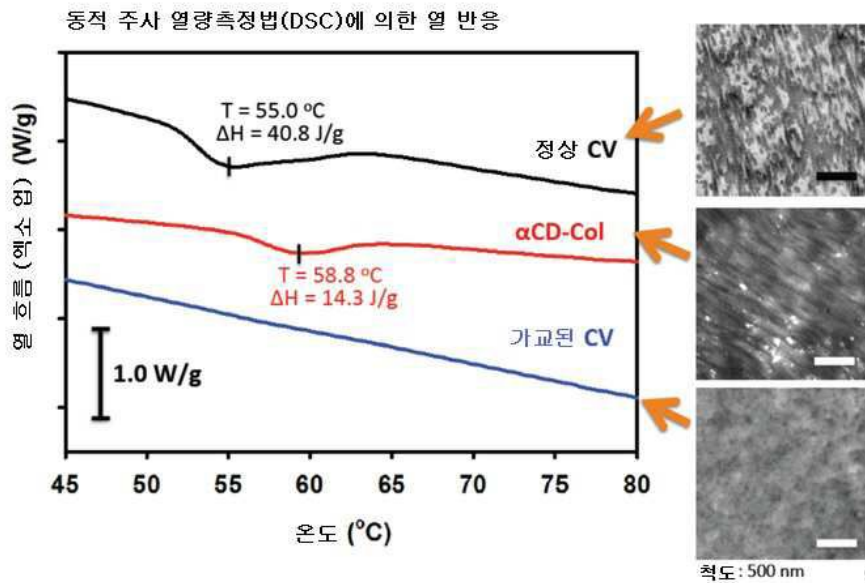 동적 주사 열량측정법(DSC)에 의한 열 반응
열 흐름 (엑소 업) (W/g)
T = 55.0 °C
ΔH = 40.8 J/g
정상 CV
αCD-Col
T = 58.8 °C
ΔH = 14.3 J/g
가교된 CV
1.0 W/g
45 50 55 60 65 70 75 80
온도 (°C)
척도: 500 nm